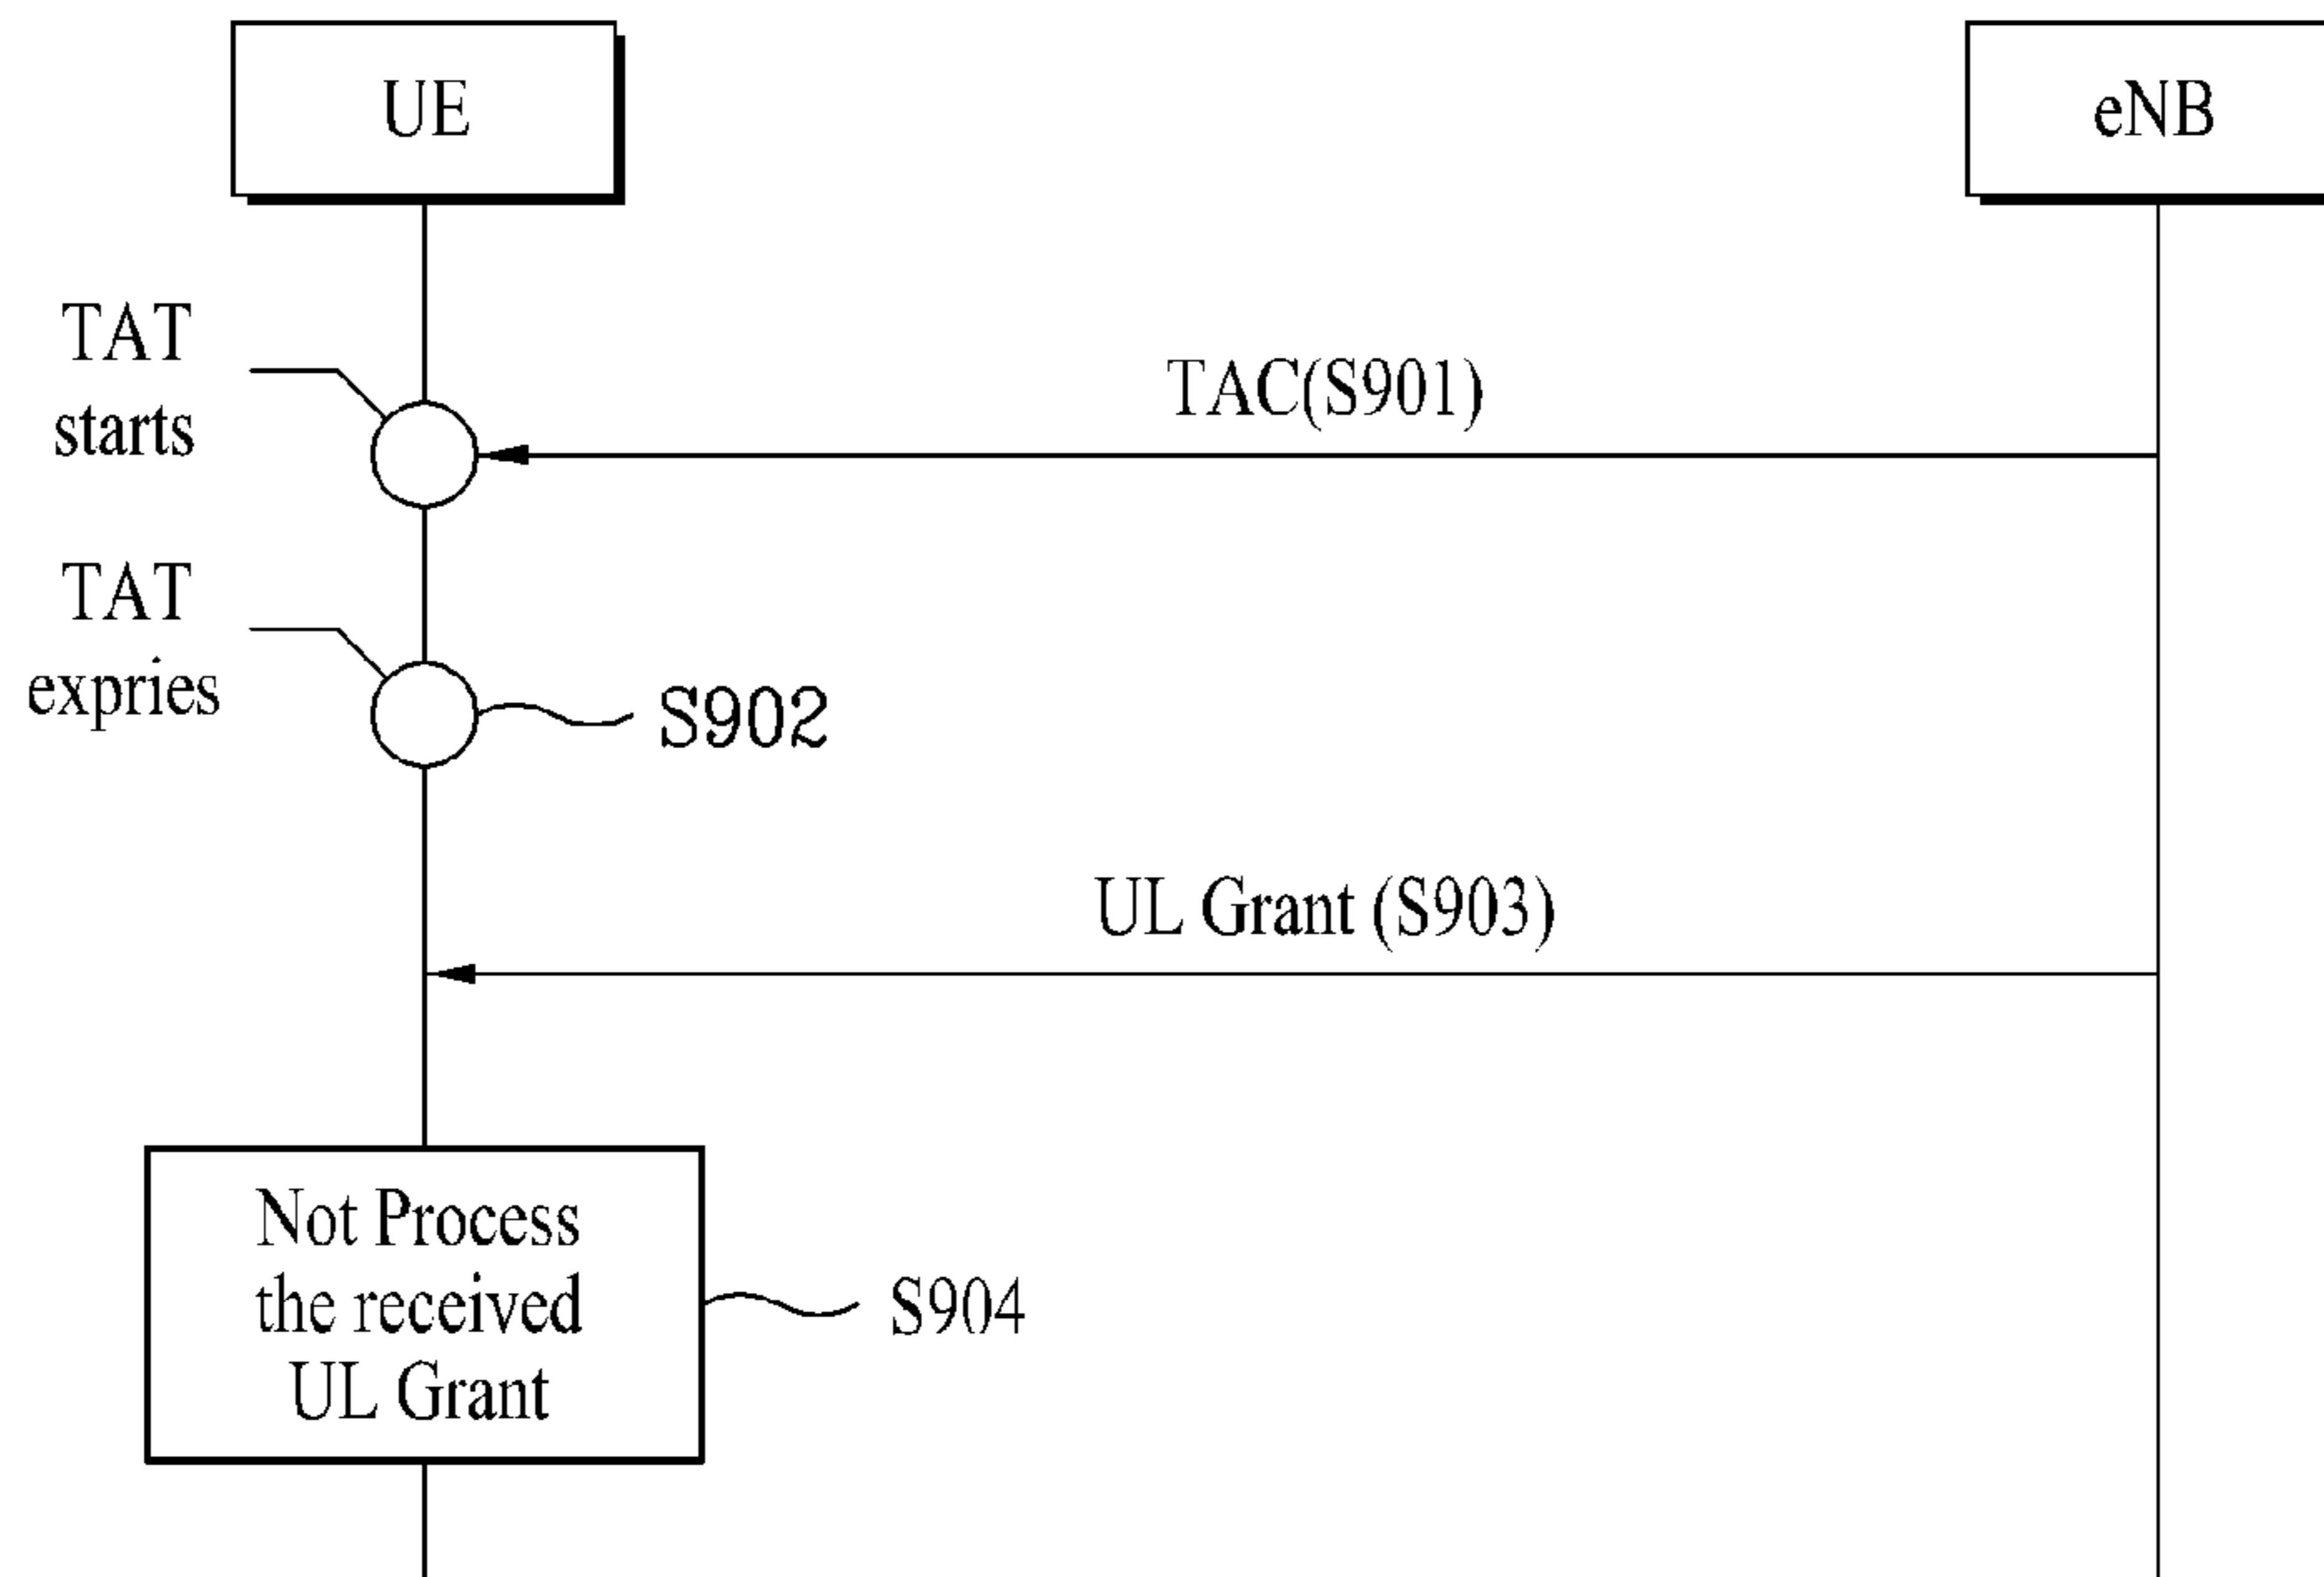 UE
eNB
TAT
starts
TAC(S901)
TAT
expries
S902
UL Grant (S903)
Not Process
the received
UL Grant
S904